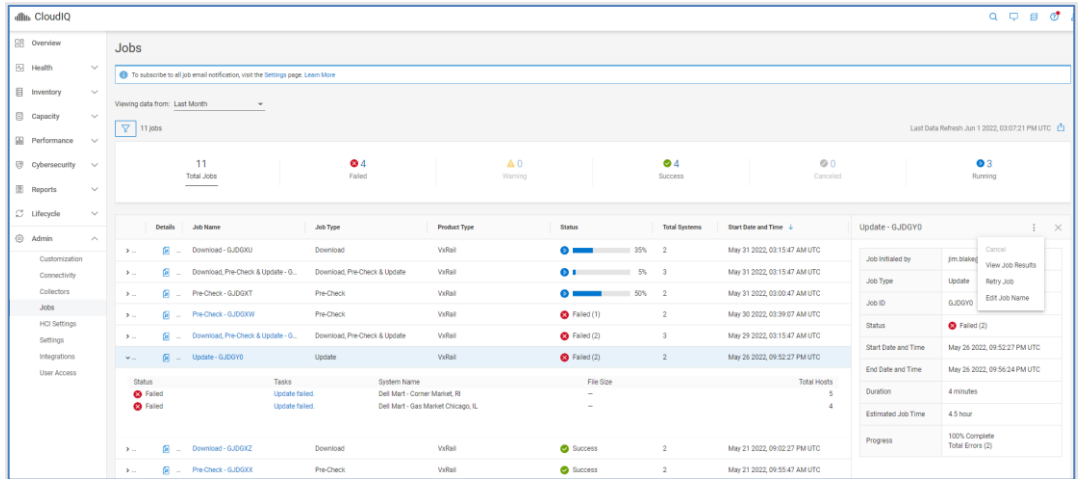 CloudIQ
Overview
Health
Inventory
Capacity
Performance
Cybersecurity
Reports
Lifecycle
Admin
Customization
Connectivity
Collectors
Jobs
HCI Settings
Settings
Integrations
User Access
Jobs
To subscribe to all job email notification, visit the Settings page. Learn More
Viewing data from: Last Month
11 jobs
Last Data Refresh Jun 1 2022, 03:07:21 PM UTC
11 4 0 4 0 3
Total Jobs Failed Warning Success Canceled Running
Details Job Name Job Type Product Type Status Total Systems Start Date and Time
... Download - GJDGXU Download VxRail 35% 2 May 31 2022, 03:15:47 AM UTC
... Download, Pre-Check & Update - G... Download, Pre-Check & Update VxRail 5% 3 May 31 2022, 03:15:47 AM UTC
... Pre-Check - GJDGXT Pre-Check VxRail 50% 2 May 31 2022, 03:00:47 AM UTC
... Pre-Check - GJDGXW Pre-Check VxRail Failed (1) 2 May 30 2022, 03:39:07 AM UTC
... Download, Pre-Check & Update - G... Download, Pre-Check & Update VxRail Failed (2) 3 May 29 2022, 03:15:47 AM UTC
... Update - GJDGY0 Update VxRail Failed (2) 2 May 26 2022, 09:52:27 PM UTC
Status Tasks System Name File Size Total Hosts
Failed Update failed. Dell Mart - Corner Market, RI -- 5
Failed Update failed. Dell Mart - Gas Market Chicago, IL -- 4
... Download - GJDGXZ Download VxRail Success 2 May 21 2022, 09:02:27 PM UTC
... Pre-Check - GJDGXX Pre-Check VxRail Success 2 May 21 2022, 09:55:47 AM UTC
Update - GJDGY0
Cancel
View Job Results
Retry Job
Edit Job Name
Job Initialed by jim.blake
Job Type Update
Job ID GJDGY0
Status Failed (2)
Start Date and Time May 26 2022, 09:52:27 PM UTC
End Date and Time May 26 2022, 09:56:24 PM UTC
Duration 4 minutes
Estimated Job Time 4.5 hour
Progress 100% Complete
Total Errors (2)